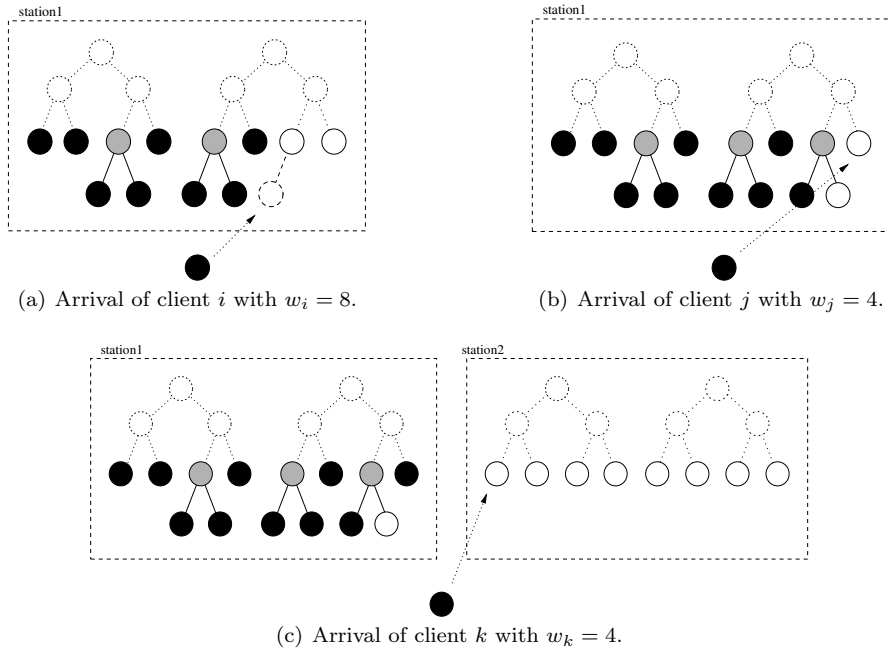 station1
station1
(a) Arrival of client i with w_i = 8.
(b) Arrival of client j with w_j = 4.
station1
station2
(c) Arrival of client k with w_k = 4.